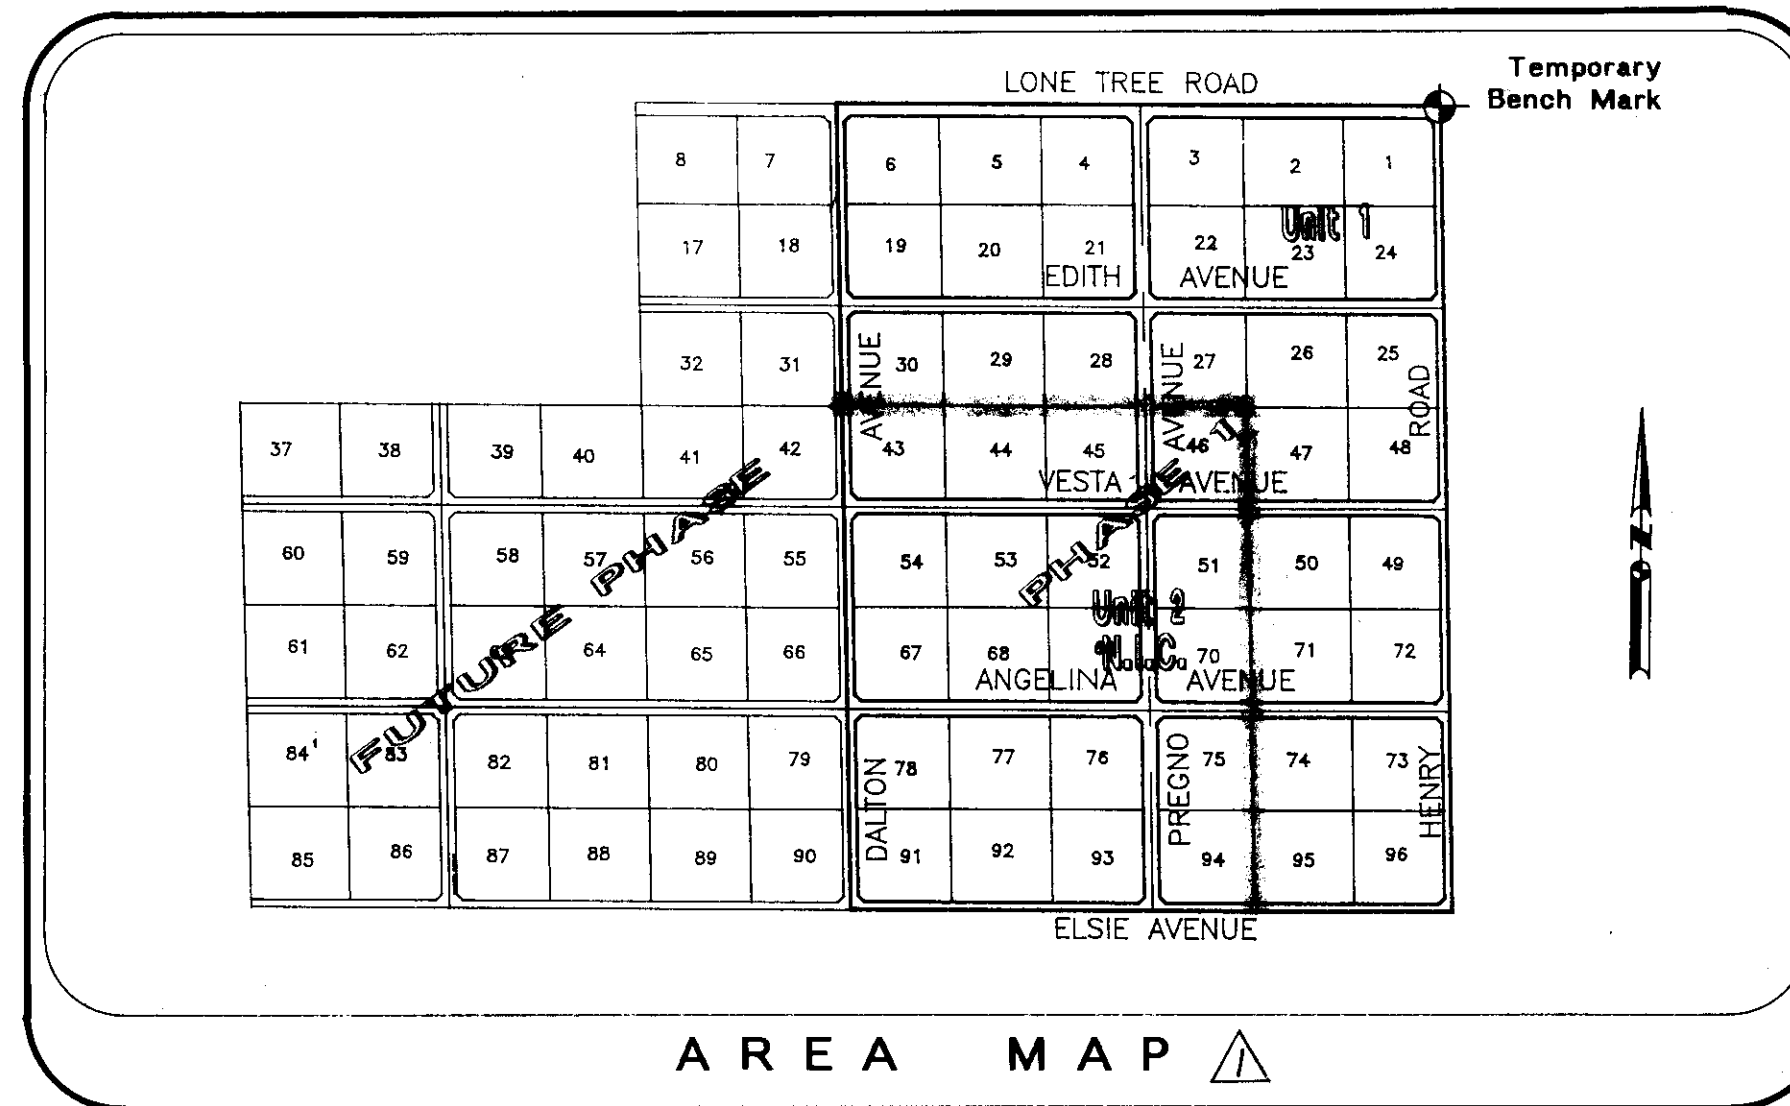 LONE TREE ROAD
Temporary
Bench Mark
8 7 6 5 4 3 2 1
Unit 1
17 18 19 20 21 22 23 24
EDITH AVENUE
32 31 30 29 28 27 26 25
AVENUE
AVENUE
ROAD
37 38 39 40 41 42 43 44 45 46 47 48
VESTA AVENUE
60 59 58 57 56 55 54 53 52 51 50 49
FUTURE PHASE
PHASE 1
Unit 2
N.I.C.
61 62 64 65 66 67 68 70 71 72
ANGELINA AVENUE
84 83 82 81 80 79 78 77 76 75 74 73
DALTON
PREGNO
HENRY
85 86 87 88 89 90 91 92 93 94 95 96
ELSIE AVENUE
N
AREA MAP 1